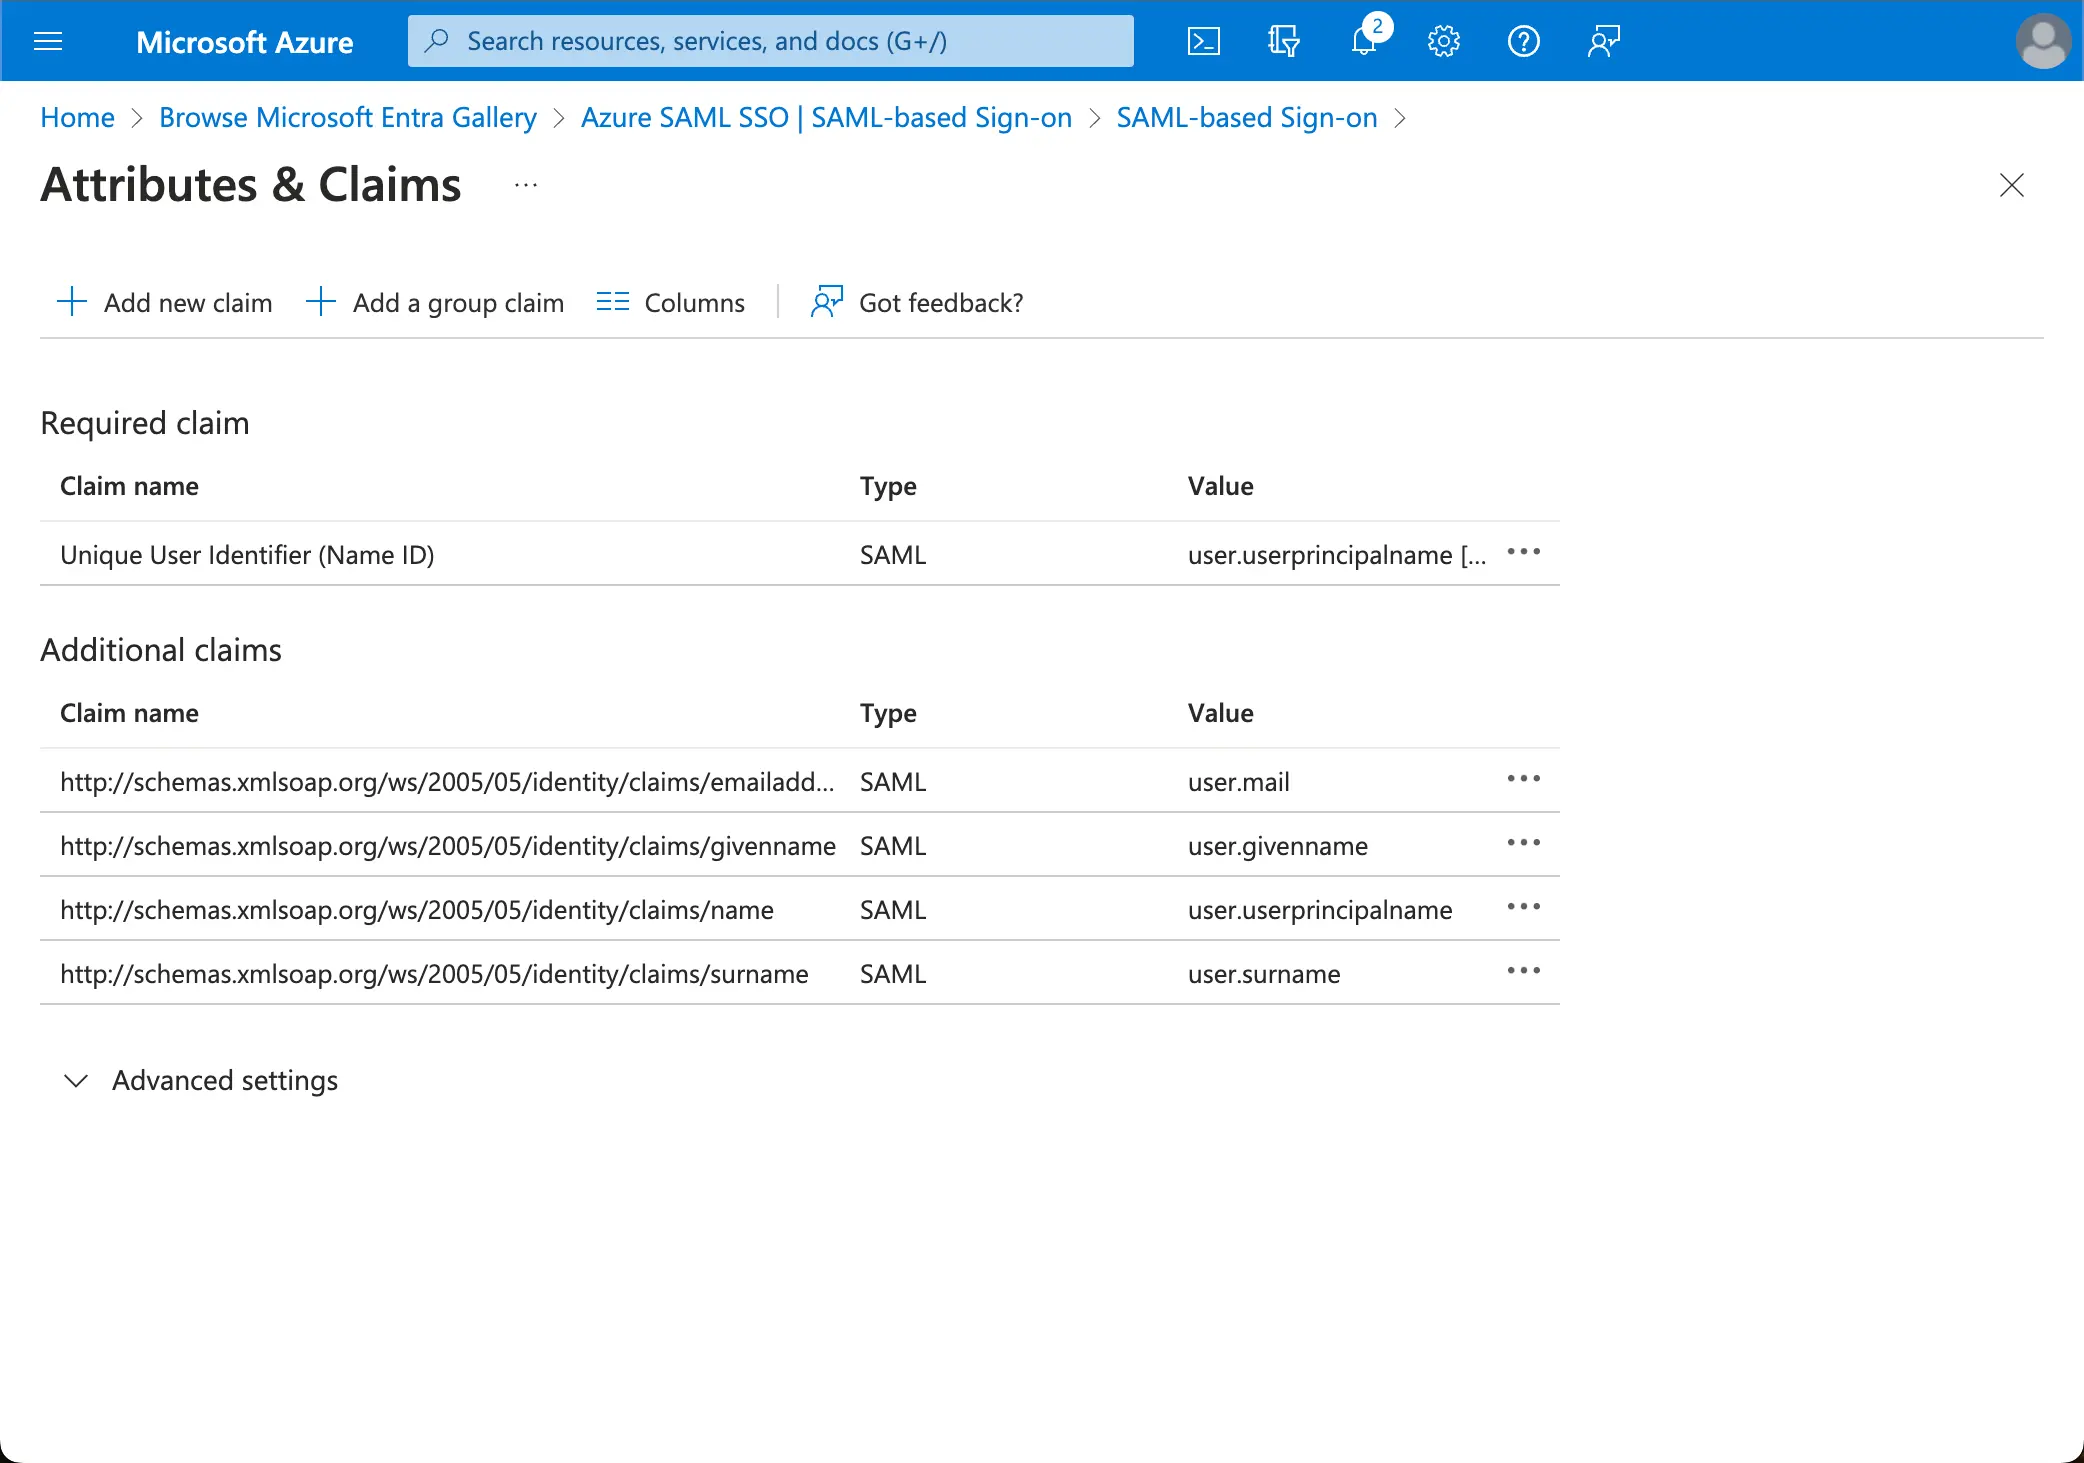 Microsoft Azure
Search resources, services, and docs (G+/)
2
Home > Browse Microsoft Entra Gallery > Azure SAML SSO | SAML-based Sign-on > SAML-based Sign-on >
Attributes & Claims ...
Add new claim
Add a group claim
Columns
Got feedback?
Required claim
Claim name Type Value
Unique User Identifier (Name ID) SAML user.userprincipalname [...
Additional claims
Claim name Type Value
http://schemas.xmlsoap.org/ws/2005/05/identity/claims/emailadd... SAML user.mail
http://schemas.xmlsoap.org/ws/2005/05/identity/claims/givenname SAML user.givenname
http://schemas.xmlsoap.org/ws/2005/05/identity/claims/name SAML user.userprincipalname
http://schemas.xmlsoap.org/ws/2005/05/identity/claims/surname SAML user.surname
Advanced settings